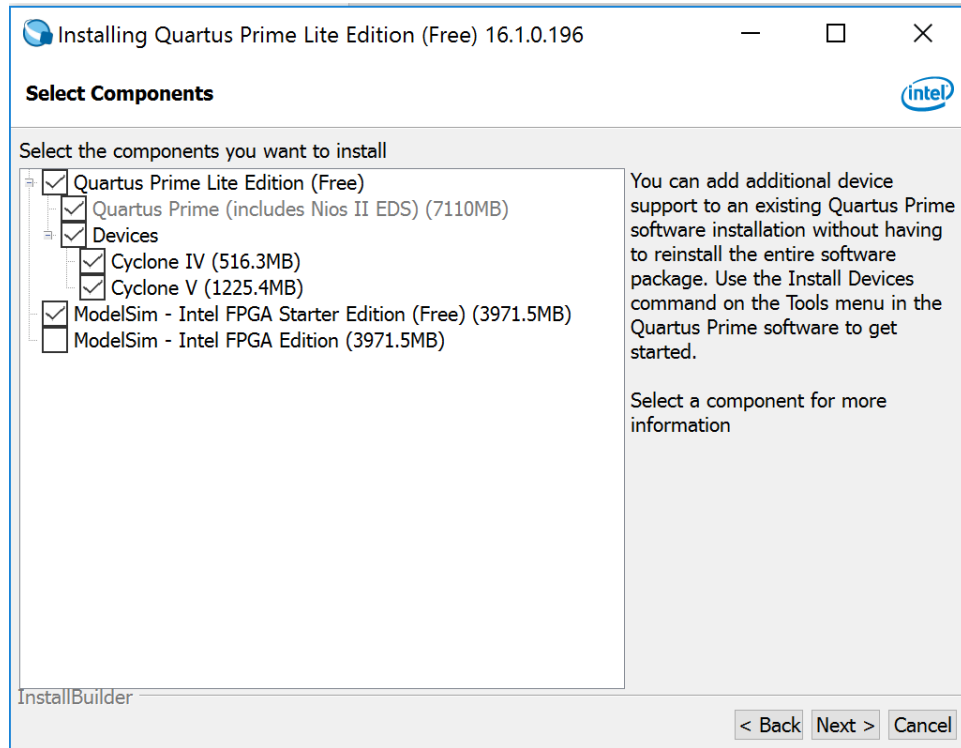 Installing Quartus Prime Lite Edition (Free) 16.1.0.196
Select Components
intel
Select the components you want to install
Quartus Prime Lite Edition (Free)
Quartus Prime (includes Nios II EDS) (7110MB)
Devices
Cyclone IV (516.3MB)
Cyclone V (1225.4MB)
ModelSim - Intel FPGA Starter Edition (Free) (3971.5MB)
ModelSim - Intel FPGA Edition (3971.5MB)
You can add additional device
support to an existing Quartus Prime
software installation without having
to reinstall the entire software
package. Use the Install Devices
command on the Tools menu in the
Quartus Prime software to get
started.
Select a component for more
information
InstallBuilder
< Back
Next >
Cancel